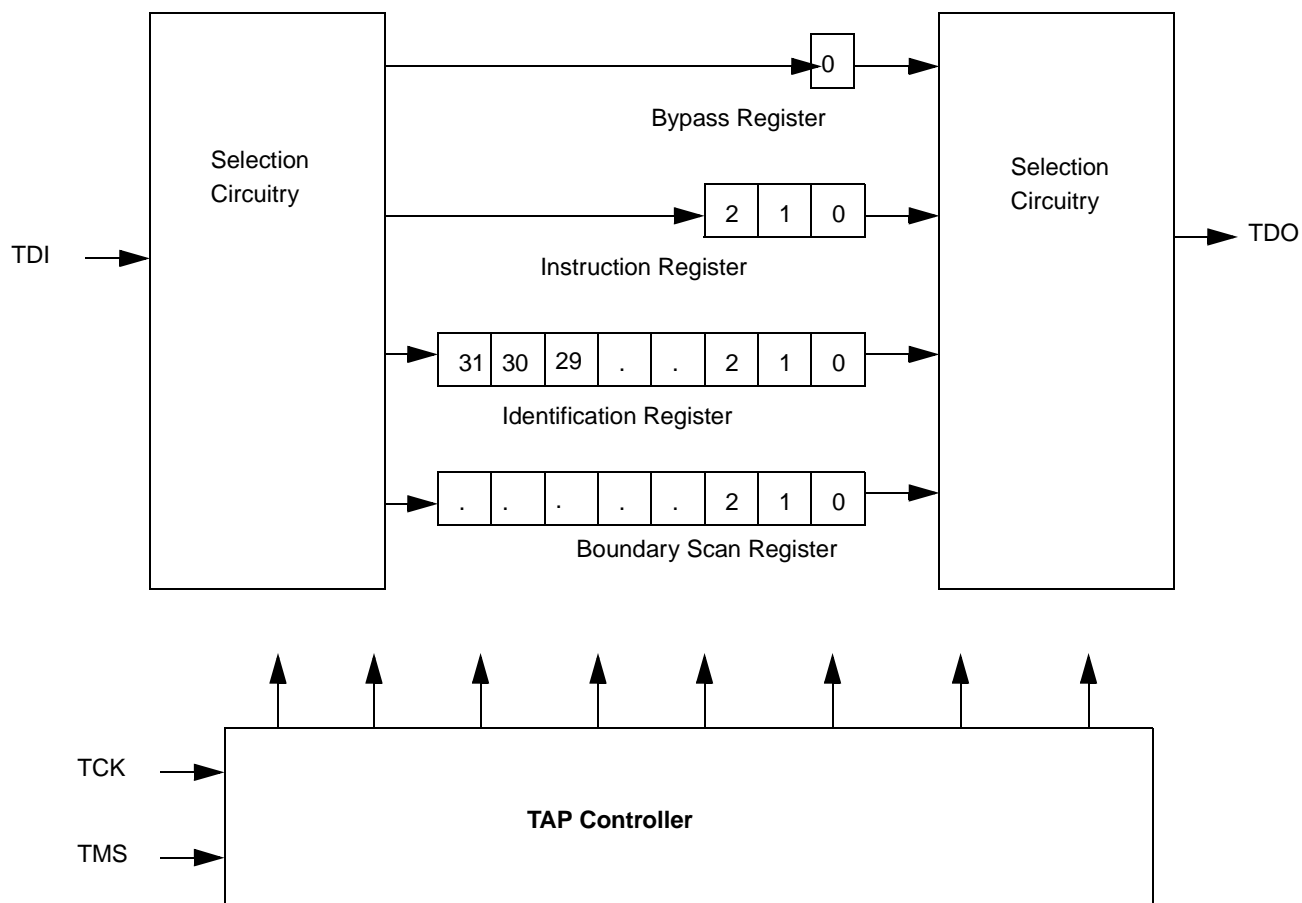 0
Bypass Register
Selection
Circuitry
Selection
Circuitry
2 1 0
Instruction Register
TDI
TDO
31 30 29 . . 2 1 0
Identification Register
. . . . . 2 1 0
Boundary Scan Register
TCK
TAP Controller
TMS